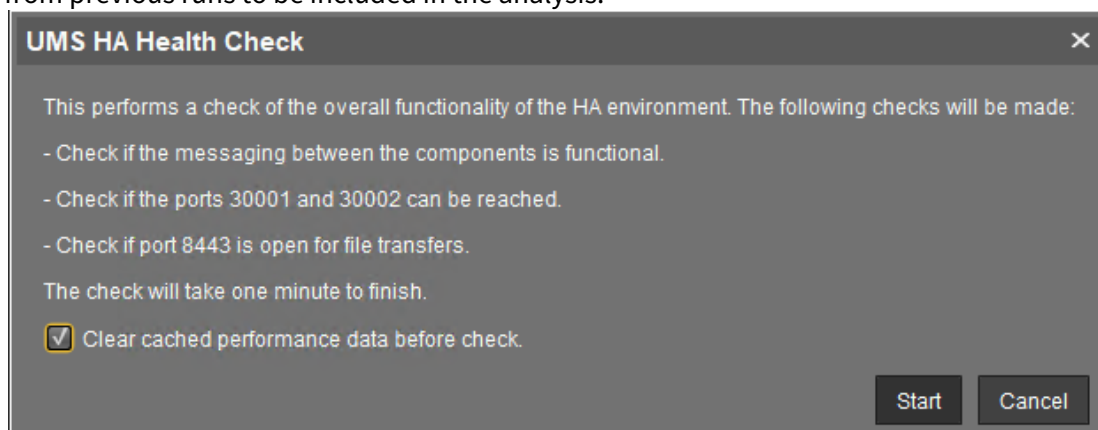 from previous runs to be included in the analysis.
UMS HA Health Check
This performs a check of the overall functionality of the HA environment. The following checks will be made:
- Check if the messaging between the components is functional.
- Check if the ports 30001 and 30002 can be reached.
- Check if port 8443 is open for file transfers.
The check will take one minute to finish.
Clear cached performance data before check.
Start Cancel